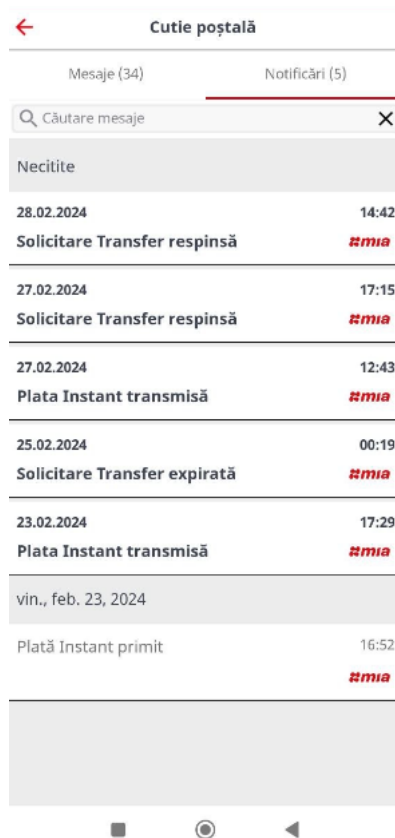 Cutie poștală
Mesaje (34) Notificări (5)
Căutare mesaje
Necitite
28.02.2024 14:42
Solicitare Transfer respinsă mia
27.02.2024 17:15
Solicitare Transfer respinsă mia
27.02.2024 12:43
Plata Instant transmisă mia
25.02.2024 00:19
Solicitare Transfer expirată mia
23.02.2024 17:29
Plata Instant transmisă mia
vin., feb. 23, 2024
Plată Instant primit 16:52
mia